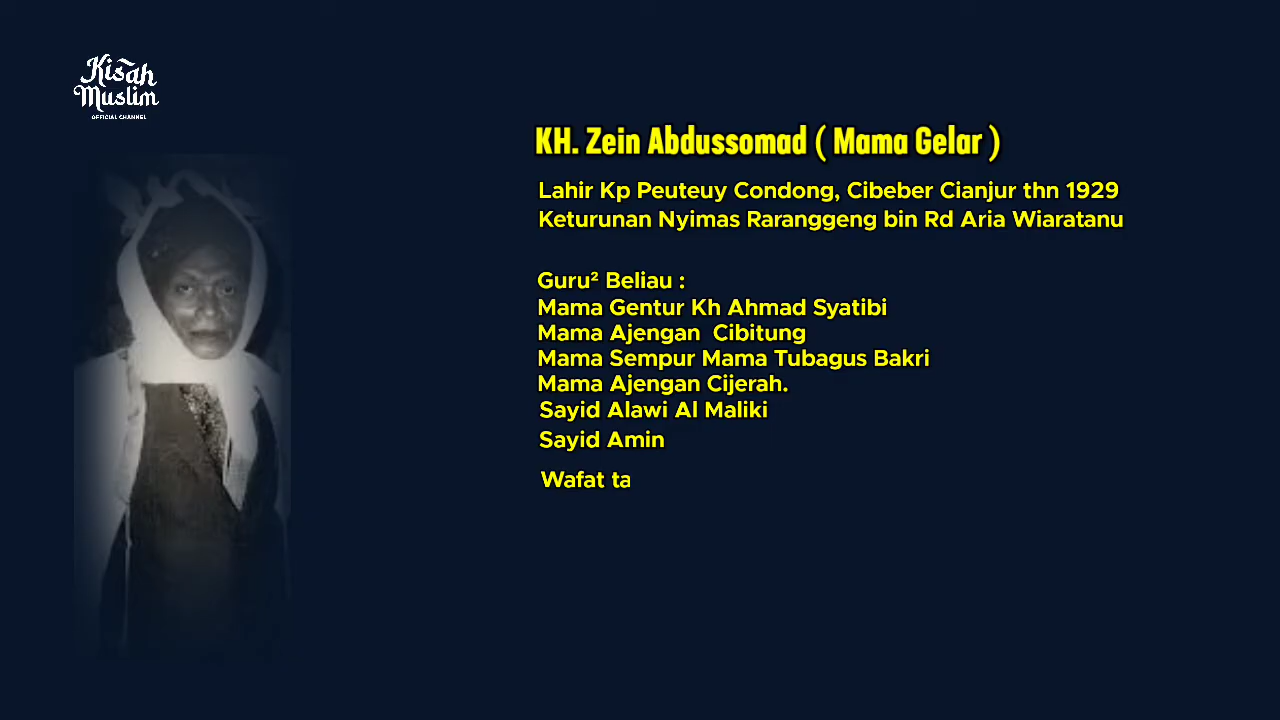 Kisah
Muslim
OFFICIAL CHANNEL
KH. Zein Abdussomad ( Mama Gelar )
Lahir Kp Peuteuy Condong, Cibeber Cianjur thn 1929
Keturunan Nyimas Raranggeng bin Rd Aria Wiaratanu
Guru² Beliau :
Mama Gentur Kh Ahmad Syatibi
Mama Ajengan Cibitung
Mama Sempur Mama Tubagus Bakri
Mama Ajengan Cijerah.
Sayid Alawi Al Maliki
Sayid Amin
Wafat ta